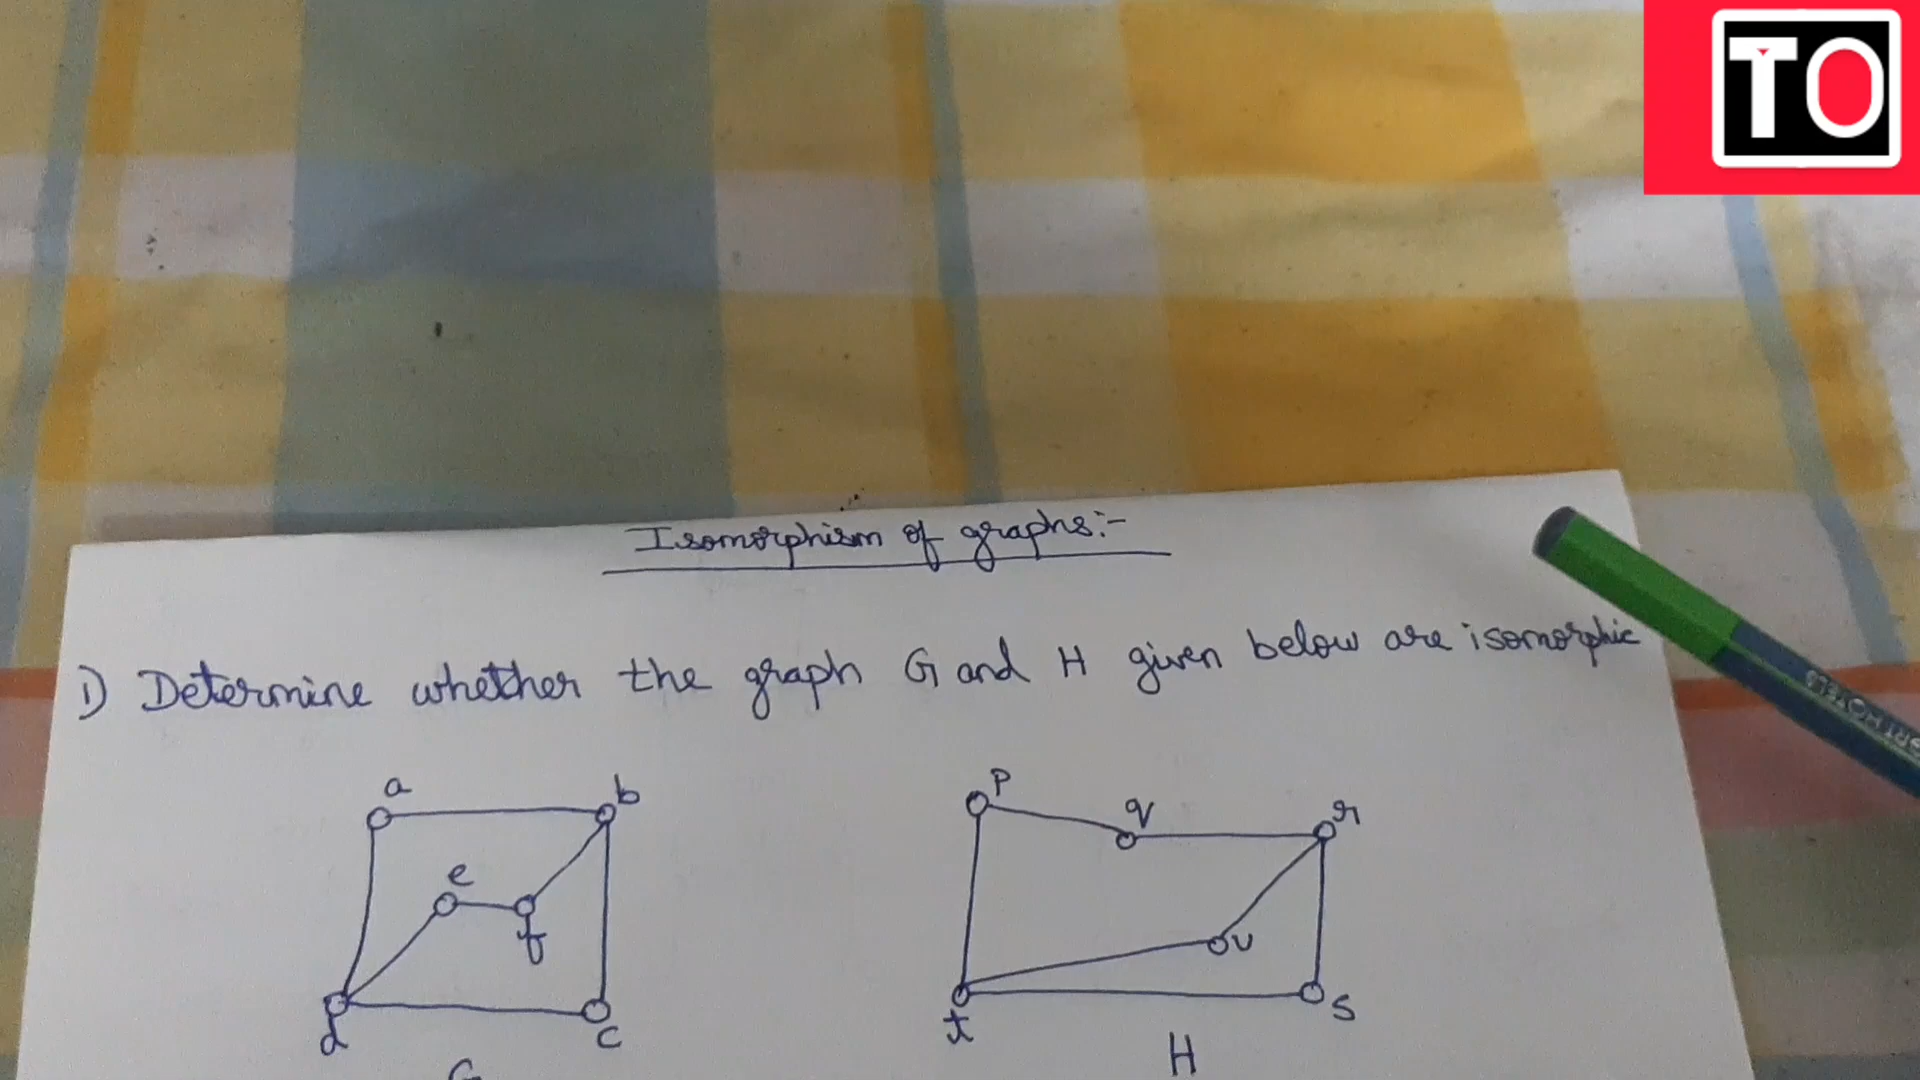 TO
Isomorphism of graphs:-
1) Determine whether the graph G and H given below are isomorphic
a b
e
f
d c
G
p q r
u
t s
H